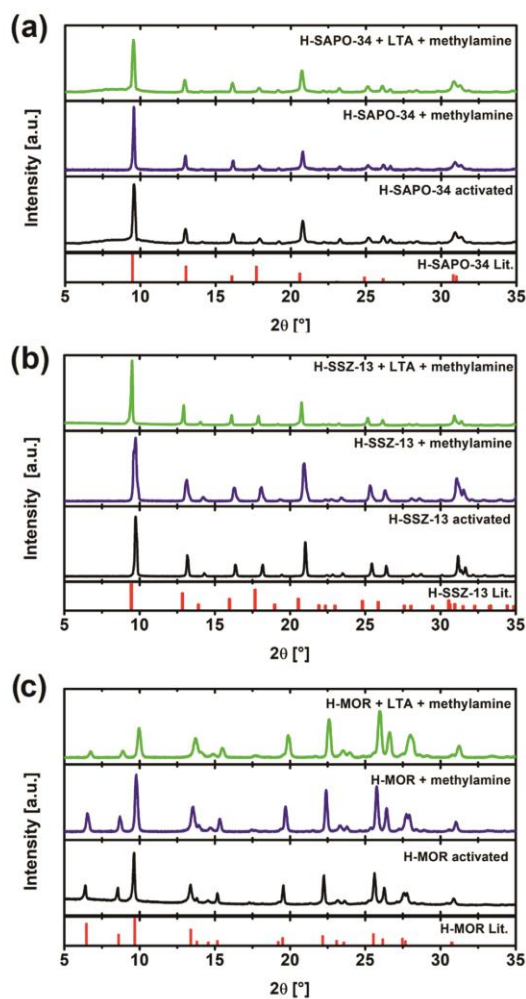 (a)
H-SAPO-34 + LTA + methylamine
H-SAPO-34 + methylamine
H-SAPO-34 activated
H-SAPO-34 Lit.
Intensity [a.u.]
5 10 15 20 25 30 35
2θ [°]
(b)
H-SSZ-13 + LTA + methylamine
H-SSZ-13 + methylamine
H-SSZ-13 activated
H-SSZ-13 Lit.
Intensity [a.u.]
5 10 15 20 25 30 35
2θ [°]
(c)
H-MOR + LTA + methylamine
H-MOR + methylamine
H-MOR activated
H-MOR Lit.
Intensity [a.u.]
5 10 15 20 25 30 35
2θ [°]